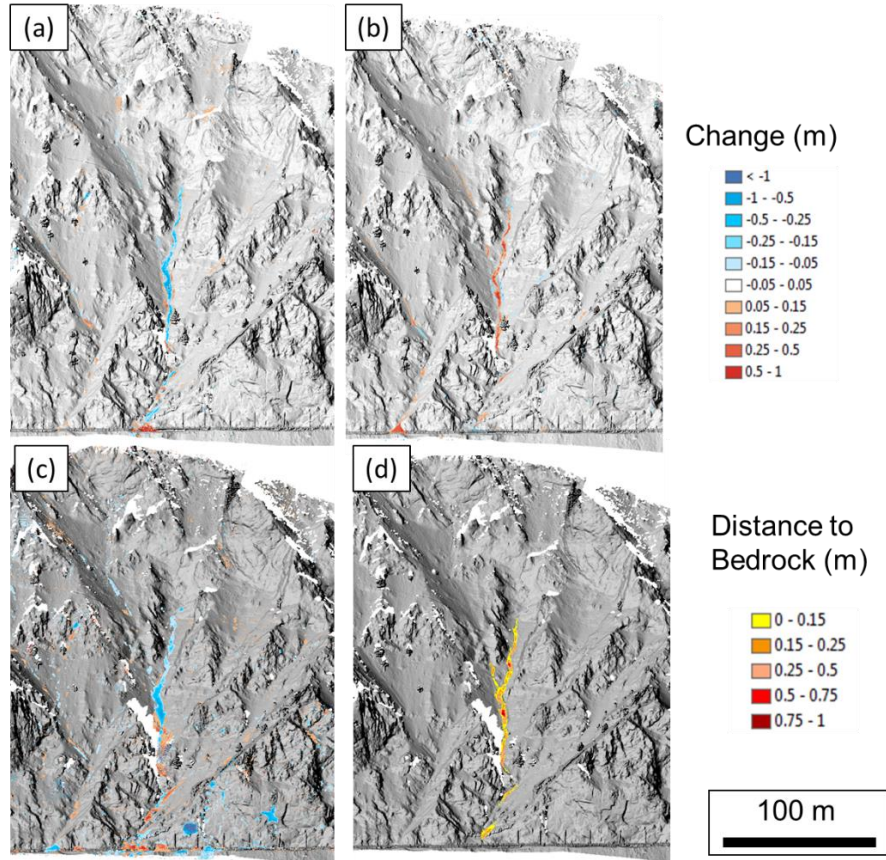 (a)
(b)
Change (m)
< -1
-1 - -0.5
-0.5 - -0.25
-0.25 - -0.15
-0.15 - -0.05
-0.05 - 0.05
0.05 - 0.15
0.15 - 0.25
0.25 - 0.5
0.5 - 1
(c)
(d)
Distance to
Bedrock (m)
0 - 0.15
0.15 - 0.25
0.25 - 0.5
0.5 - 0.75
0.75 - 1
100 m